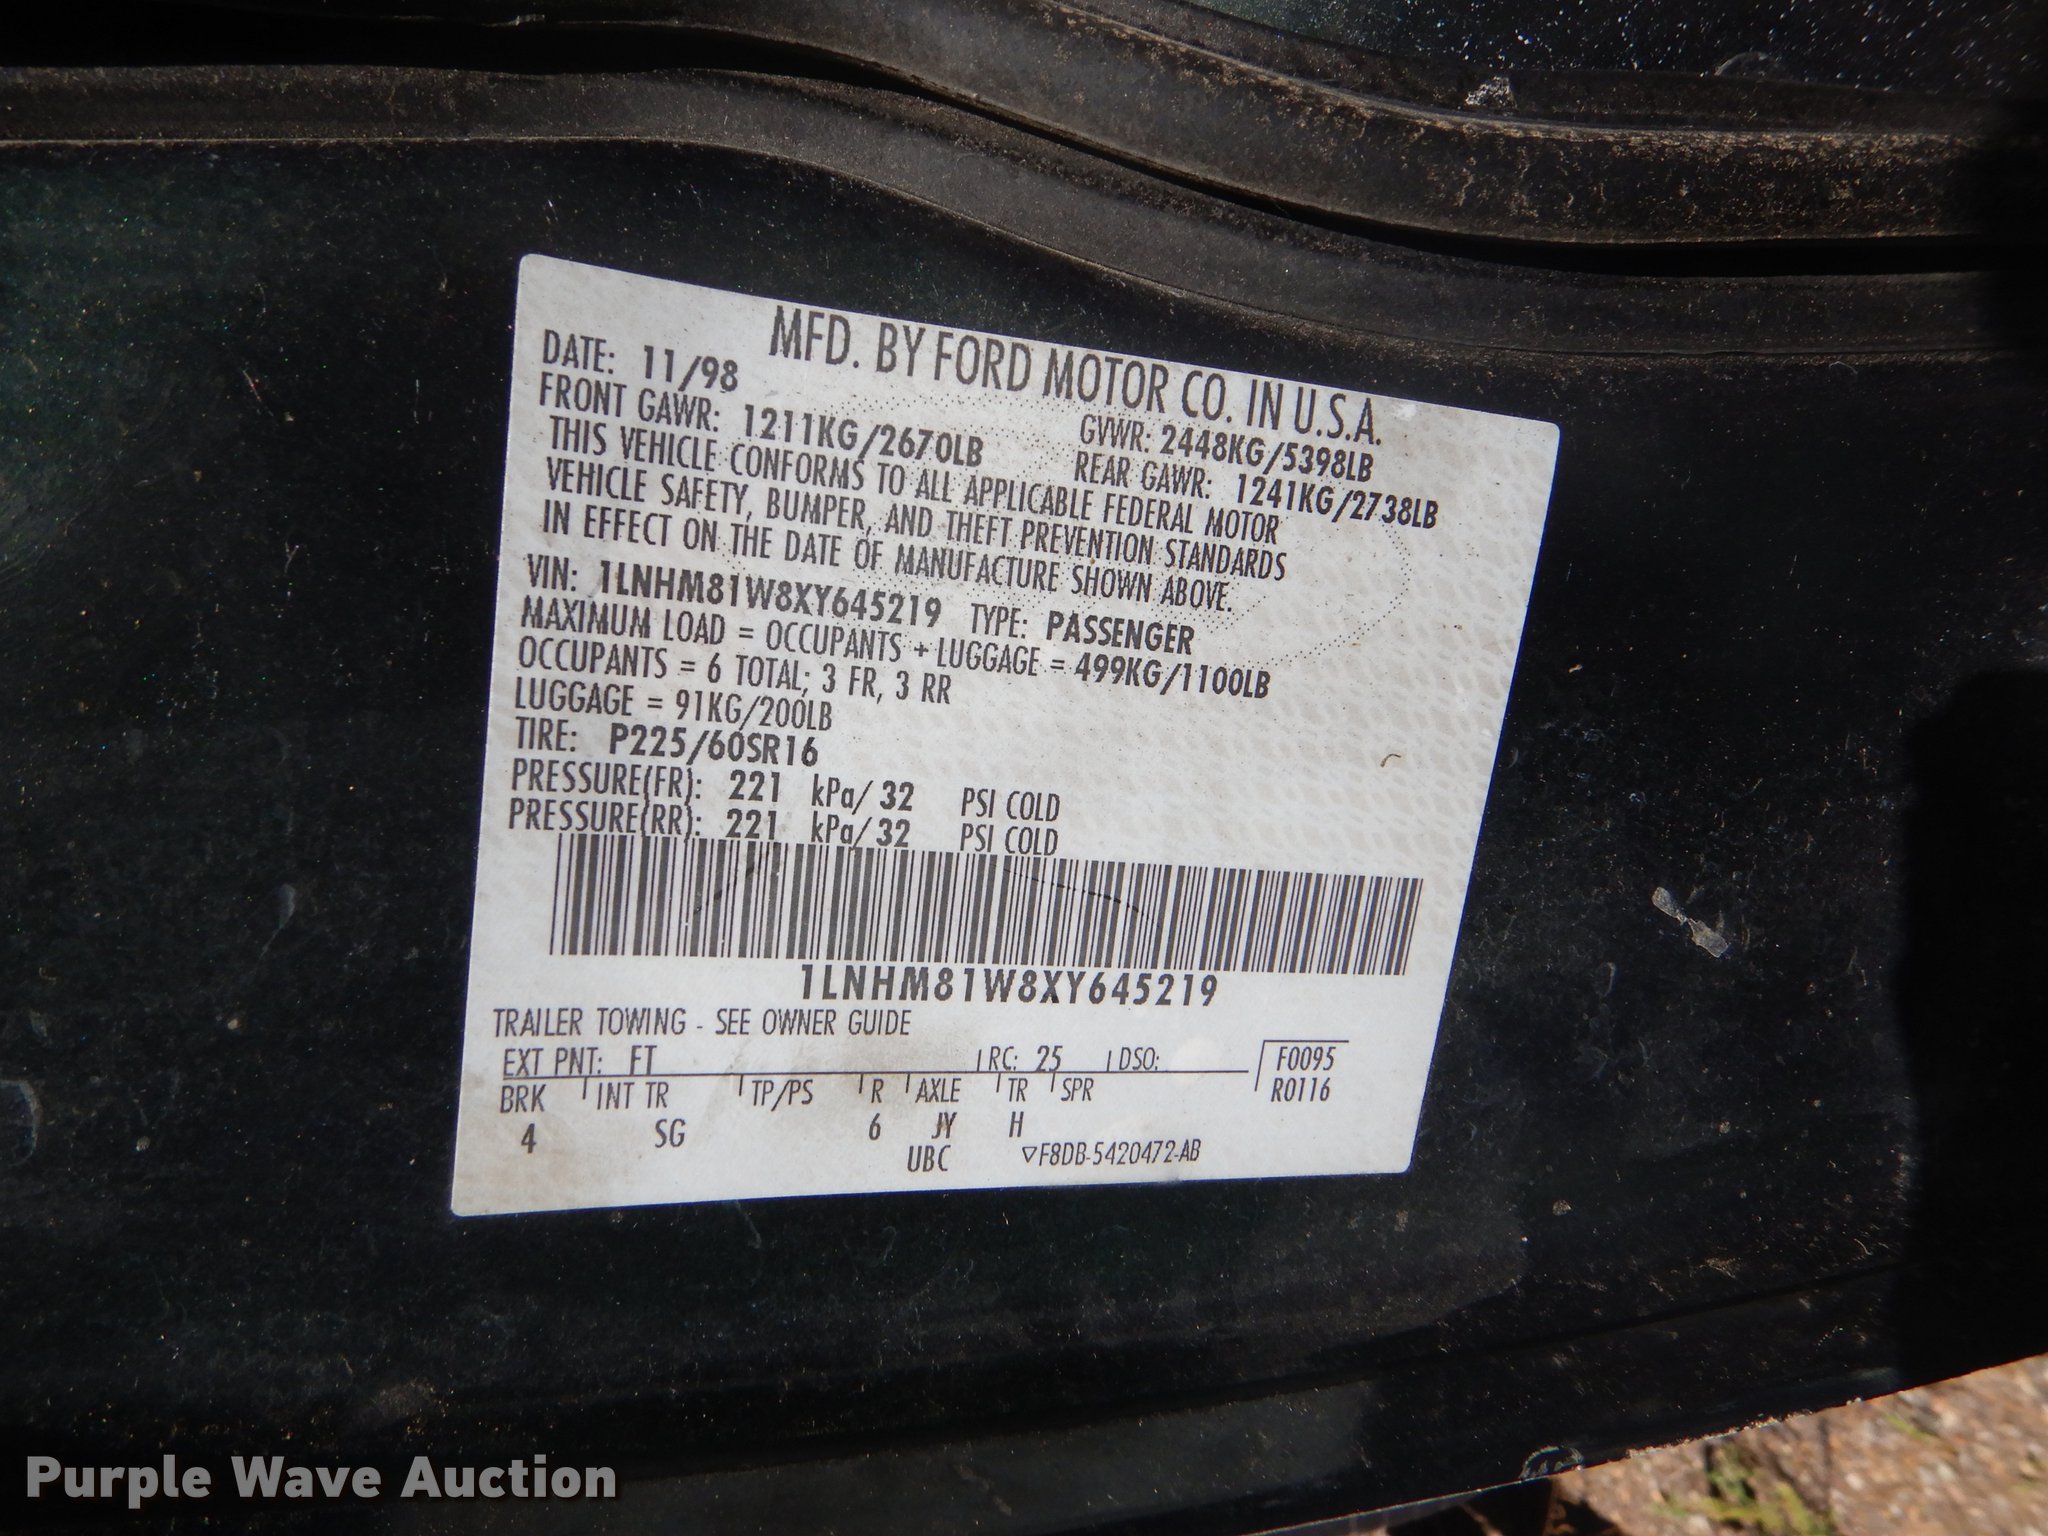 MFD. BY FORD MOTOR CO. IN U.S.A.
DATE: 11/98 GVWR: 2448KG/5398LB
FRONT GAWR: 1211KG/2670LB REAR GAWR: 1241KG/2738LB
THIS VEHICLE CONFORMS TO ALL APPLICABLE FEDERAL MOTOR
VEHICLE SAFETY, BUMPER, AND THEFT PREVENTION STANDARDS
IN EFFECT ON THE DATE OF MANUFACTURE SHOWN ABOVE.
VIN: 1LNHM81W8XY645219 TYPE: PASSENGER
MAXIMUM LOAD = OCCUPANTS + LUGGAGE = 499KG/1100LB
OCCUPANTS = 6 TOTAL; 3 FR, 3 RR
LUGGAGE = 91KG/200LB
TIRE: P225/60SR16
PRESSURE(FR): 221 kPa/ 32 PSI COLD
PRESSURE(RR): 221 kPa/ 32 PSI COLD
1LNHM81W8XY645219
TRAILER TOWING - SEE OWNER GUIDE
EXT PNT: FT RC: 25 DSO: F0095
BRK INT TR TP/PS R AXLE TR SPR R0116
4 SG 6 JY H
UBC ▽F8DB-5420472-AB
Purple Wave Auction